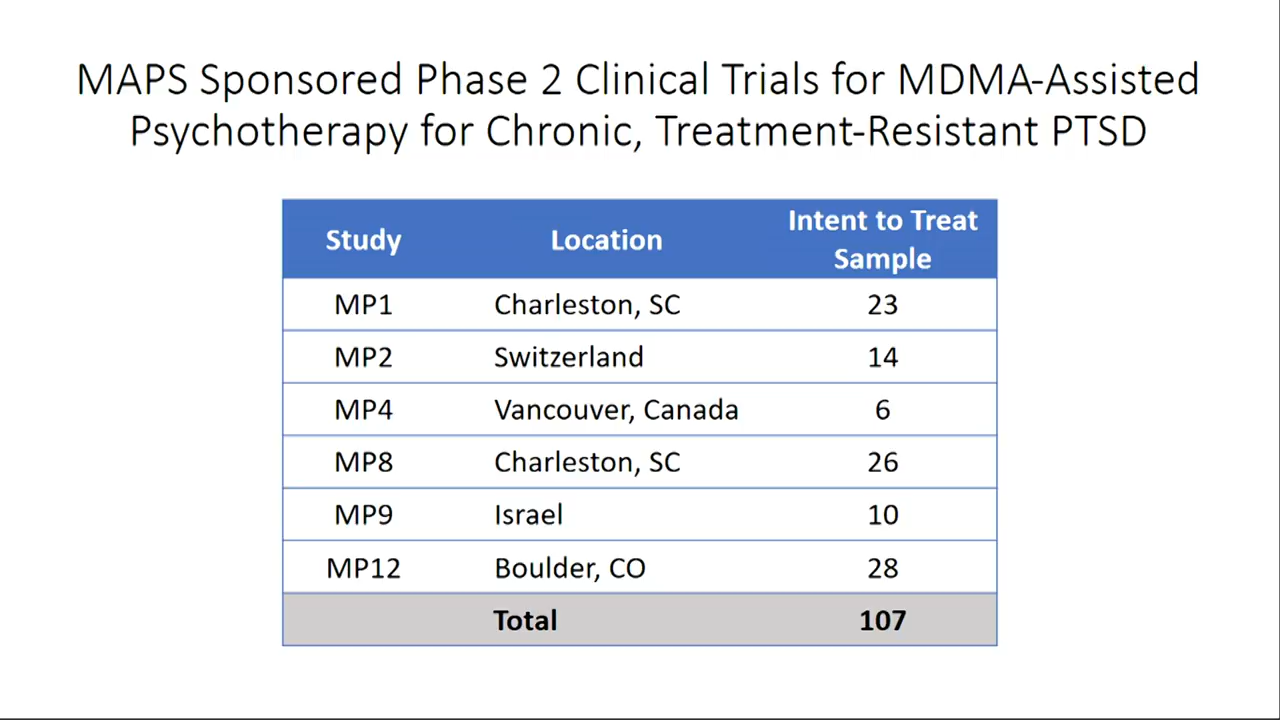 MAPS Sponsored Phase 2 Clinical Trials for MDMA-Assisted
Psychotherapy for Chronic, Treatment-Resistant PTSD
Study Location Intent to Treat Sample
MP1 Charleston, SC 23
MP2 Switzerland 14
MP4 Vancouver, Canada 6
MP8 Charleston, SC 26
MP9 Israel 10
MP12 Boulder, CO 28
Total 107